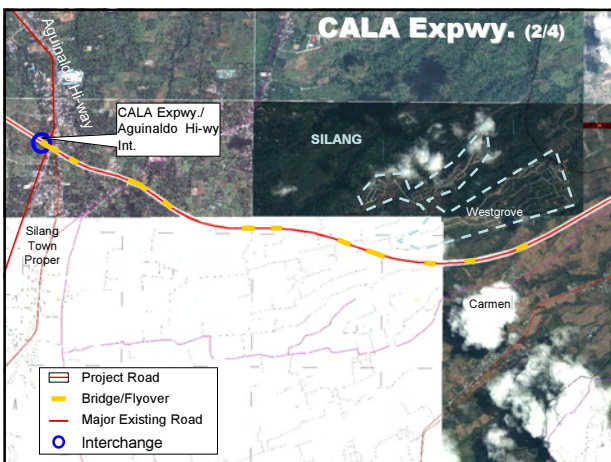 CALA Expwy. (2/4)
Aguinaldo Hi-way
CALA Expwy./
Aguinaldo Hi-wy
Int.
SILANG
Westgrove
Silang
Town
Proper
Carmen
Project Road
Bridge/Flyover
Major Existing Road
Interchange